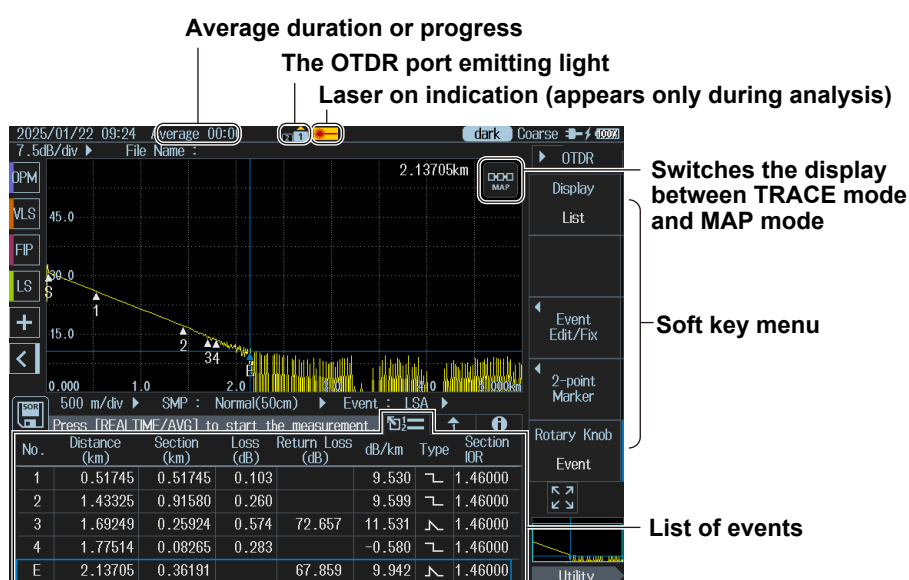 Average duration or progress
The OTDR port emitting light
Laser on indication (appears only during analysis)
2025/01/22 09:24 Average 00:0 1 dark Coarse 100%
7.5dB/div File Name :
OTDR
2.13705km
MAP
Switches the display
between TRACE mode
and MAP mode
OPM
Display
VLS
45.0
List
FIP
LS
30.0
S
1
Event
Edit/Fix
Soft key menu
15.0
2
34
E
2-point
Marker
0.000 1.0 2.0 5.000km
SOR
500 m/div SMP : Normal(50cm) Event : LSA
Press [REALTIME/AVG] to start the measurement.
Rotary Knob
Event
No. Distance (km) Section (km) Loss (dB) Return Loss (dB) dB/km Type Section IOR
1 0.51745 0.51745 0.103 9.530 1.46000
2 1.43325 0.91580 0.260 9.599 1.46000
3 1.69249 0.25924 0.574 72.657 11.531 1.46000
List of events
4 1.77514 0.08265 0.283 -0.580 1.46000
E 2.13705 0.36191 67.859 9.942 1.46000
Utility